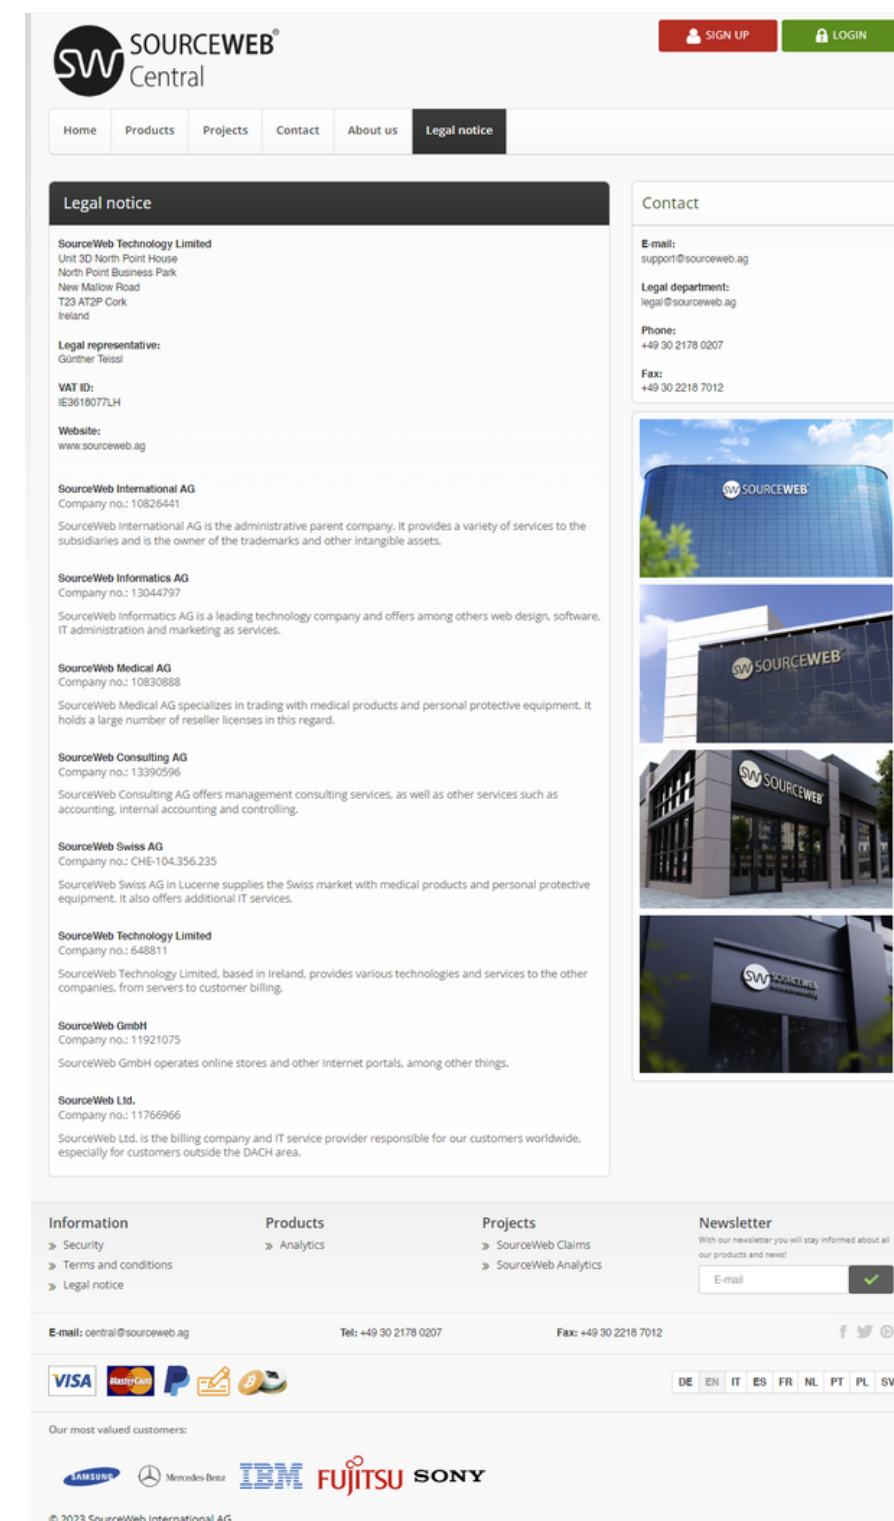 SW SOURCEWEB®
Central
SIGN UP
LOGIN
Home Products Projects Contact About us Legal notice
Legal notice
SourceWeb Technology Limited
Unit 3D North Point House
North Point Business Park
New Mallow Road
T23 AT2P Cork
Ireland
Legal representative:
Günther Teissl
VAT ID:
IE3618077LH
Website:
www.sourceweb.ag
SourceWeb International AG
Company no.: 10826441
SourceWeb International AG is the administrative parent company. It provides a variety of services to the
subsidiaries and is the owner of the trademarks and other intangible assets.
SourceWeb Informatics AG
Company no.: 13044797
SourceWeb Informatics AG is a leading technology company and offers among others web design, software,
IT administration and marketing as services.
SourceWeb Medical AG
Company no.: 10830888
SourceWeb Medical AG specializes in trading with medical products and personal protective equipment. It
holds a large number of reseller licenses in this regard.
SourceWeb Consulting AG
Company no.: 13390596
SourceWeb Consulting AG offers management consulting services, as well as other services such as
accounting, internal accounting and controlling.
SourceWeb Swiss AG
Company no.: CHE-104.356.235
SourceWeb Swiss AG in Lucerne supplies the Swiss market with medical products and personal protective
equipment. It also offers additional IT services.
SourceWeb Technology Limited
Company no.: 648811
SourceWeb Technology Limited, based in Ireland, provides various technologies and services to the other
companies, from servers to customer billing.
SourceWeb GmbH
Company no.: 11921075
SourceWeb GmbH operates online stores and other Internet portals, among other things.
SourceWeb Ltd.
Company no.: 11766966
SourceWeb Ltd. is the billing company and IT service provider responsible for our customers worldwide,
especially for customers outside the DACH area.
Contact
E-mail:
support@sourceweb.ag
Legal department:
legal@sourceweb.ag
Phone:
+49 30 2178 0207
Fax:
+49 30 2218 7012
SW SOURCEWEB®
SW SOURCEWEB
SW SOURCEWEB
SW SOURCEWEB
Information
Security
Terms and conditions
Legal notice
Products
Analytics
Projects
SourceWeb Claims
SourceWeb Analytics
Newsletter
With our newsletter you will stay informed about all
our products and news!
E-mail
E-mail: central@sourceweb.ag Tel: +49 30 2178 0207 Fax: +49 30 2218 7012
VISA MasterCard
DE EN IT ES FR NL PT PL SV
Our most valued customers:
SAMSUNG Mercedes-Benz IBM FUJITSU SONY
© 2023 SourceWeb International AG